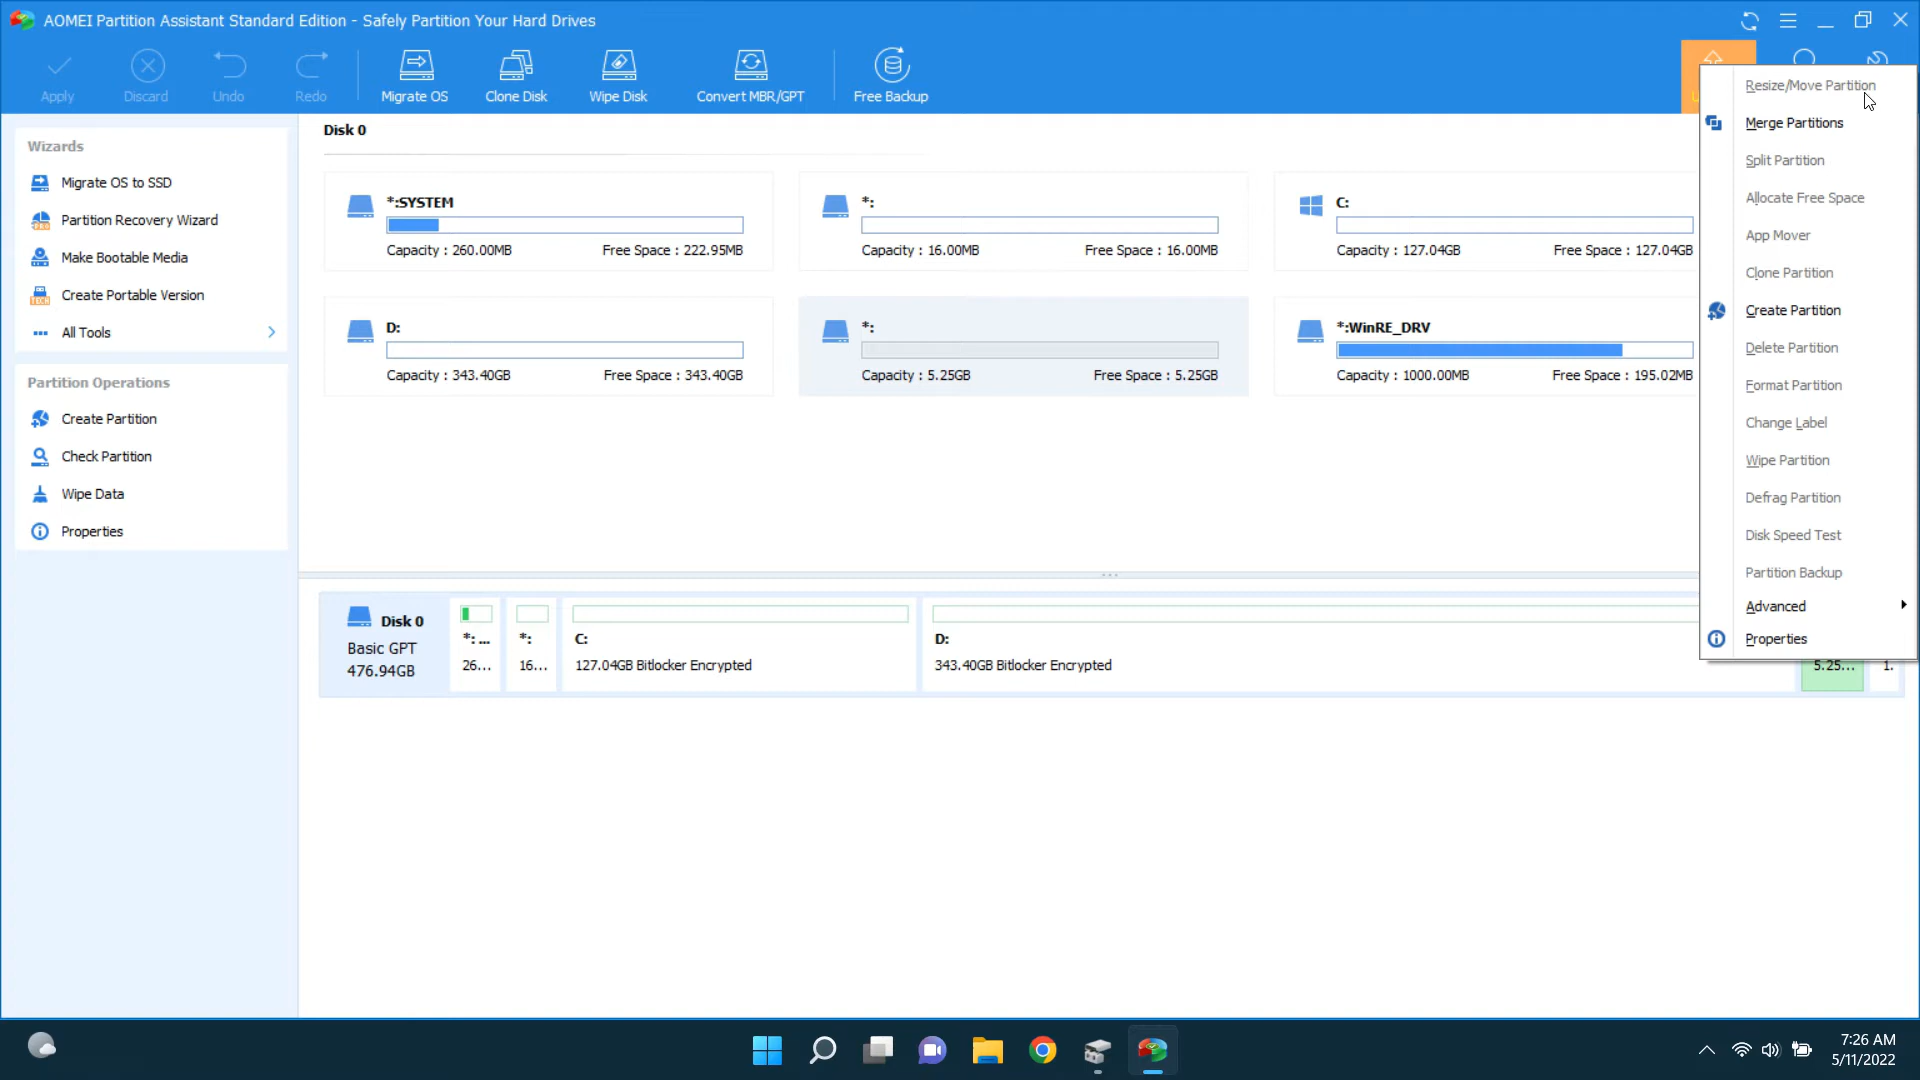 AOMEI Partition Assistant Standard Edition - Safely Partition Your Hard Drives
Apply
Discard
Undo
Redo
Migrate OS
Clone Disk
Wipe Disk
Convert MBR/GPT
Free Backup
Wizards
Migrate OS to SSD
Partition Recovery Wizard
Make Bootable Media
Create Portable Version
All Tools
Partition Operations
Create Partition
Check Partition
Wipe Data
Properties
Disk 0
*:SYSTEM
Capacity : 260.00MB Free Space : 222.95MB
*:
Capacity : 16.00MB Free Space : 16.00MB
C:
Capacity : 127.04GB Free Space : 127.04GB
D:
Capacity : 343.40GB Free Space : 343.40GB
*:
Capacity : 5.25GB Free Space : 5.25GB
*:WinRE_DRV
Capacity : 1000.00MB Free Space : 195.02MB
Disk 0
Basic GPT
476.94GB
*: ...
26...
*:
16...
C:
127.04GB Bitlocker Encrypted
D:
343.40GB Bitlocker Encrypted
5.25...
1.
Resize/Move Partition
Merge Partitions
Split Partition
Allocate Free Space
App Mover
Clone Partition
Create Partition
Delete Partition
Format Partition
Change Label
Wipe Partition
Defrag Partition
Disk Speed Test
Partition Backup
Advanced
Properties
7:26 AM
5/11/2022